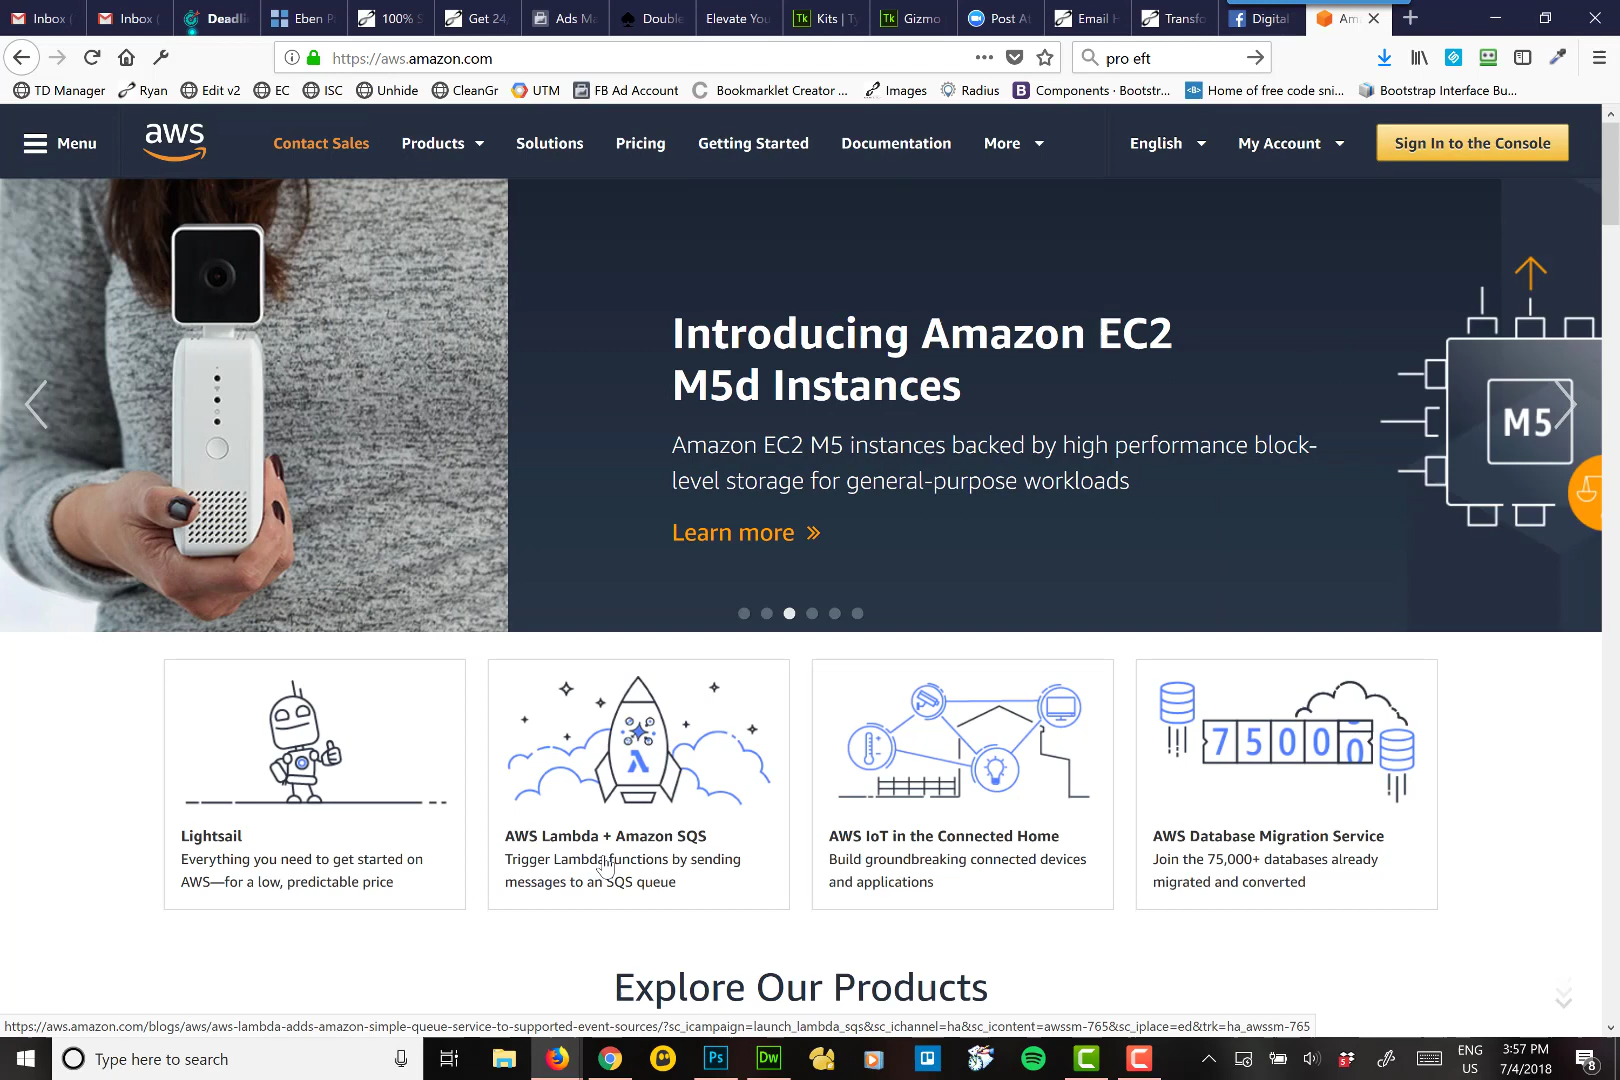 Inbox (
Inbox (
Deadli
Eben P
100% S
Get 24
Ads Ma
Double
Elevate You
Tk Kits | Ty
Tk Gizmo
Post At
Email H
Transfo
Digital
Am
https://aws.amazon.com
pro eft
TD Manager
Ryan
Edit v2
EC
ISC
Unhide
CleanGr
UTM
FB Ad Account
Bookmarklet Creator ...
Images
Radius
Components · Bootstr...
Home of free code sni...
Bootstrap Interface Bu...
Menu
aws
Contact Sales
Products
Solutions
Pricing
Getting Started
Documentation
More
English
My Account
Sign In to the Console
Introducing Amazon EC2
M5d Instances
Amazon EC2 M5 instances backed by high performance block-
level storage for general-purpose workloads
Learn more »
M5
75000
Lightsail
Everything you need to get started on
AWS—for a low, predictable price
AWS Lambda + Amazon SQS
Trigger Lambda functions by sending
messages to an SQS queue
AWS IoT in the Connected Home
Build groundbreaking connected devices
and applications
AWS Database Migration Service
Join the 75,000+ databases already
migrated and converted
Explore Our Products
https://aws.amazon.com/blogs/aws/aws-lambda-adds-amazon-simple-queue-service-to-supported-event-sources/?sc_icampaign=launch_lambda_sqs&sc_ichannel=ha&sc_icontent=awssm-765&sc_iplace=ed&trk=ha_awssm-765
Type here to search
Ps
Dw
ENG
US
3:57 PM
7/4/2018
8